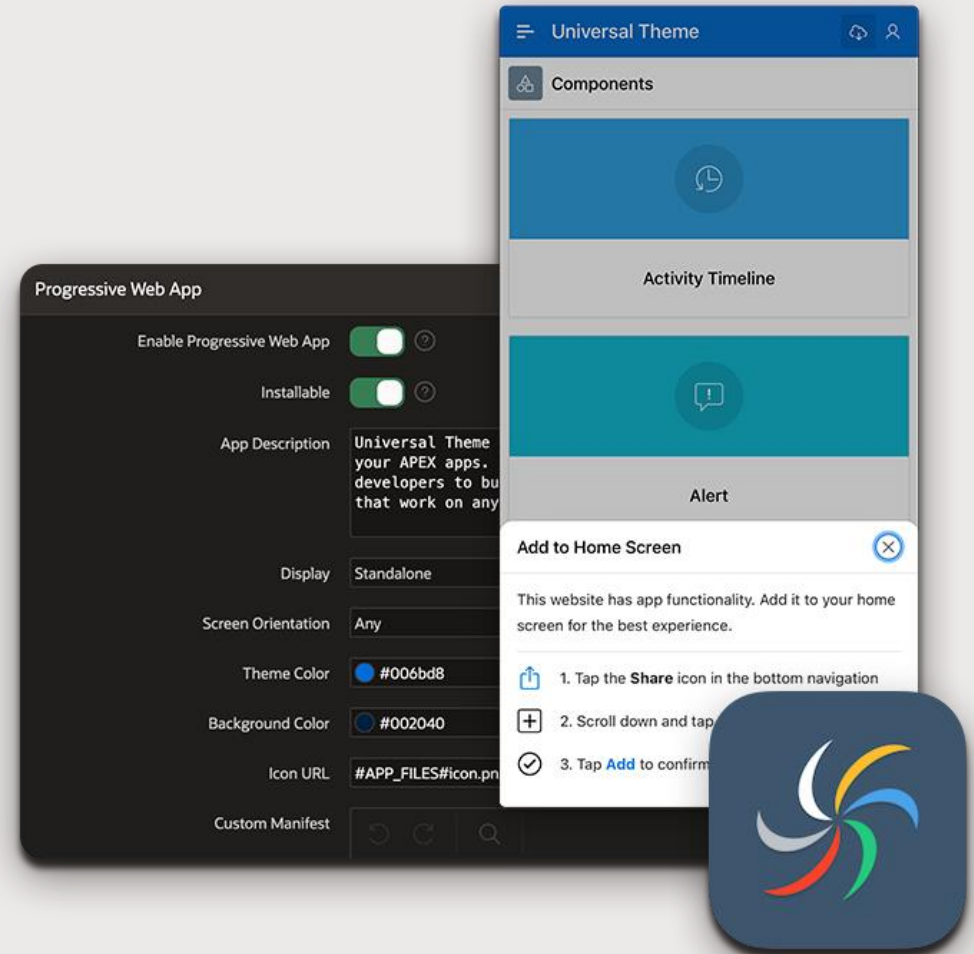 Universal Theme
Components
Activity Timeline
Alert
Add to Home Screen
This website has app functionality. Add it to your home
screen for the best experience.
1. Tap the Share icon in the bottom navigation
2. Scroll down and tap
3. Tap Add to confirm
Progressive Web App
Enable Progressive Web App
Installable
App Description
Universal Theme
your APEX apps.
developers to bu
that work on any
Display
Standalone
Screen Orientation
Any
Theme Color
#006bd8
Background Color
#002040
Icon URL
#APP_FILES#icon.pn
Custom Manifest